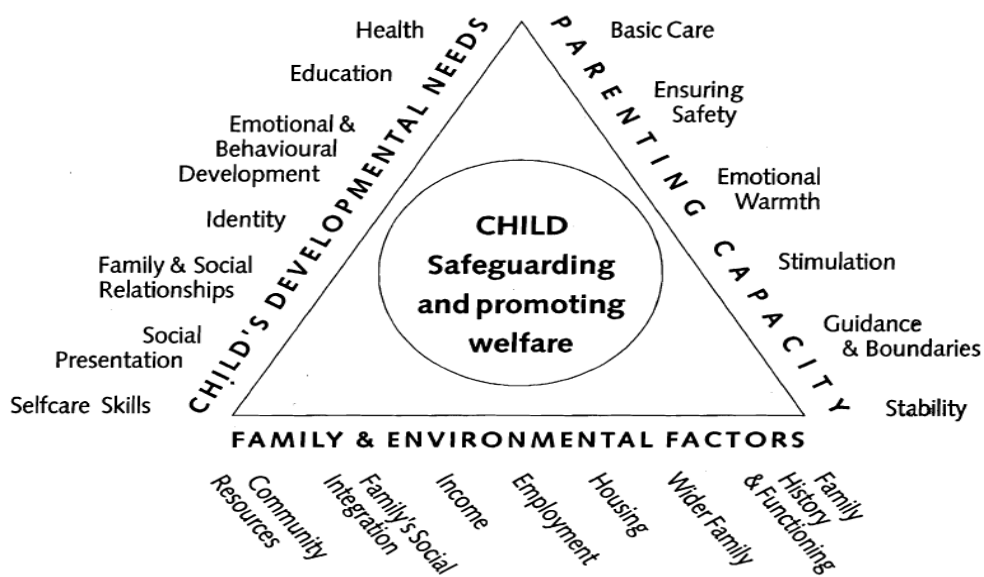 Health
Education
Emotional &
Behavioural
Development
Identity
Family & Social
Relationships
Social
Presentation
Selfcare Skills
CHILD'S DEVELOPMENTAL NEEDS
PARENTING CAPACITY
Basic Care
Ensuring
Safety
Emotional
Warmth
Stimulation
Guidance
& Boundaries
Stability
CHILD
Safeguarding
and promoting
welfare
FAMILY & ENVIRONMENTAL FACTORS
Community
Resources
Family's Social
Integration
Income
Employment
Housing
Wider Family
Family
History
& Functioning